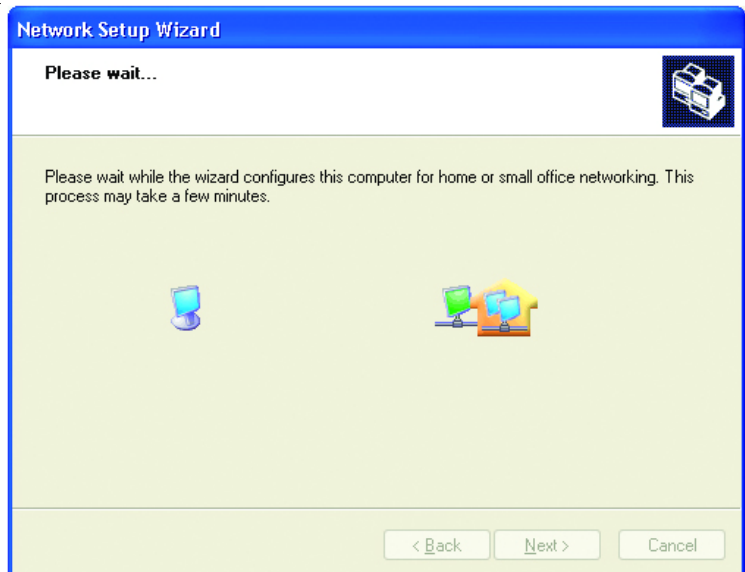 Network Setup Wizard
Please wait...
Please wait while the wizard configures this computer for home or small office networking. This
process may take a few minutes.
< Back Next > Cancel